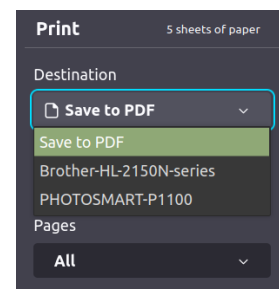 Print 5 sheets of paper
Destination
Save to PDF
Save to PDF
Brother-HL-2150N-series
PHOTOSMART-P1100
Pages
All